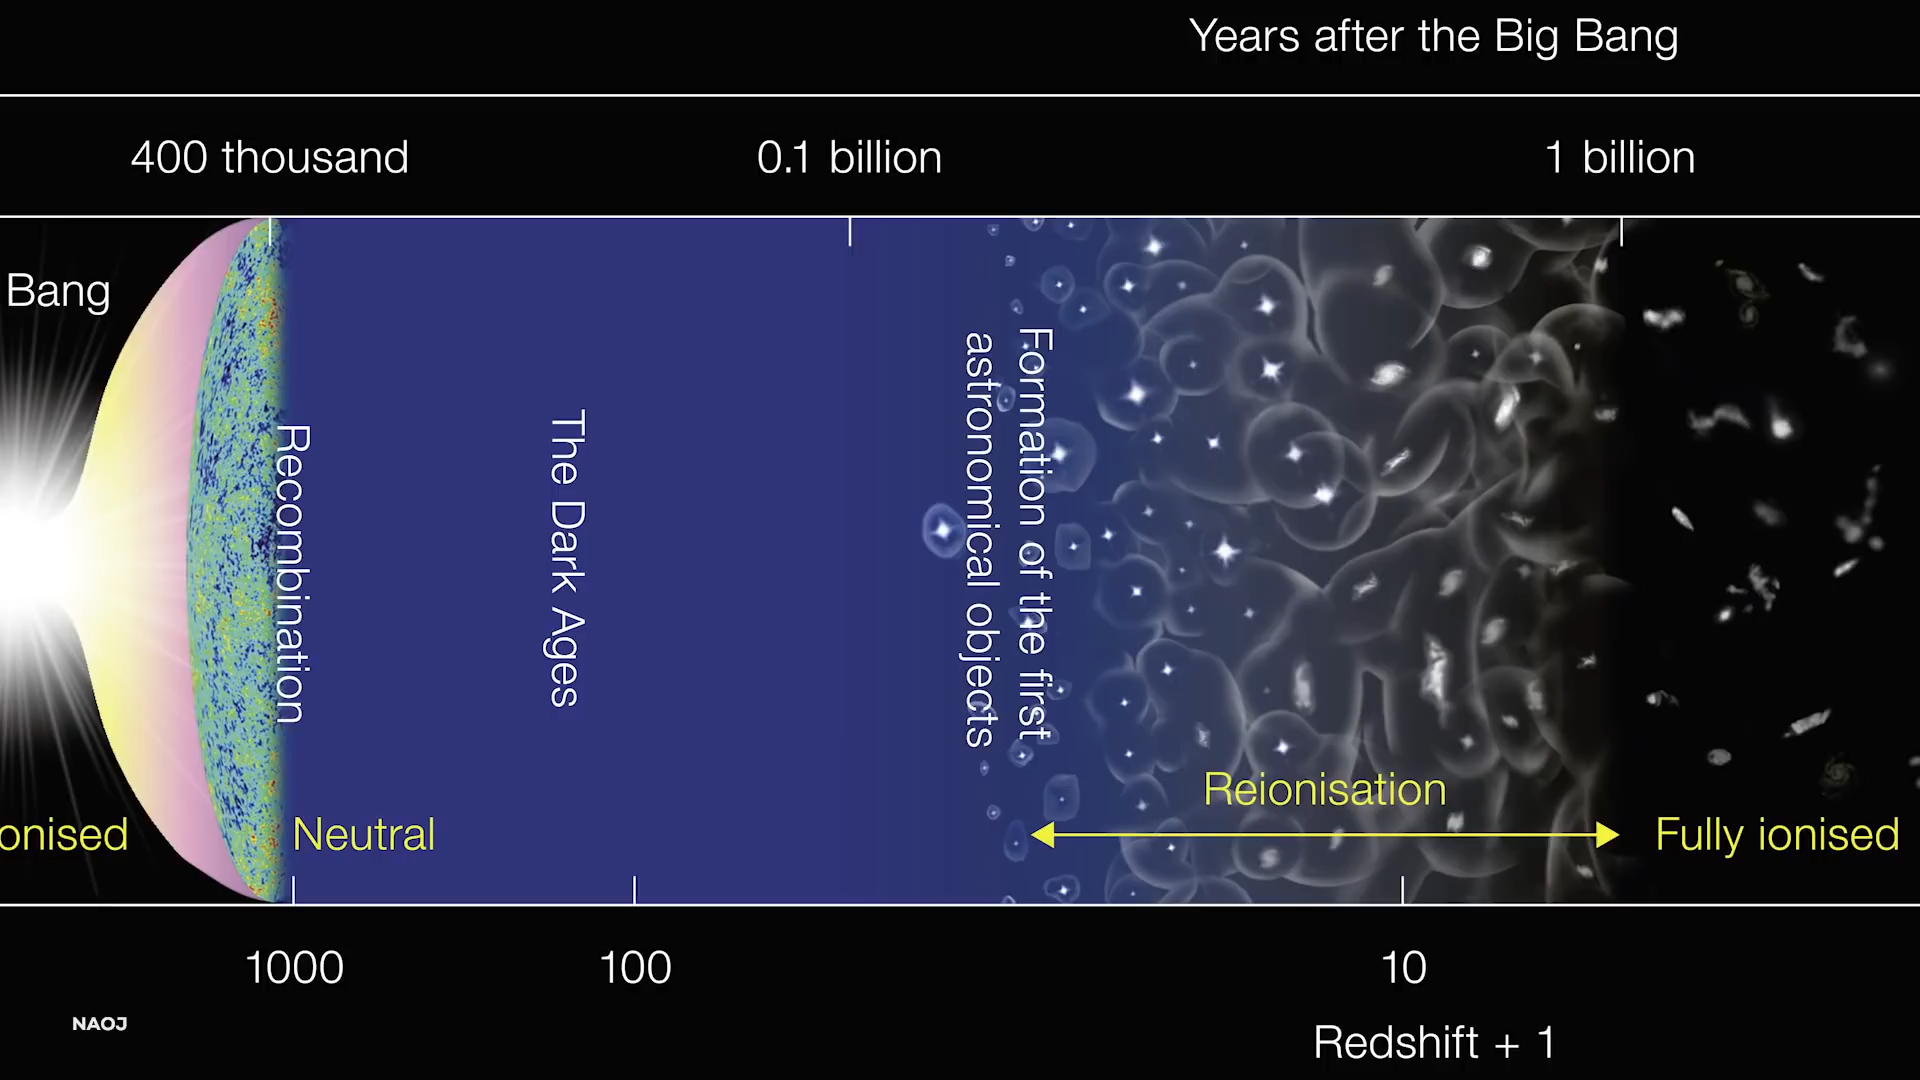 Years after the Big Bang
400 thousand
0.1 billion
1 billion
Bang
Recombination
The Dark Ages
Formation of the first
astronomical objects
Reionisation
onised
Neutral
Fully ionised
1000
100
10
NAOJ
Redshift + 1